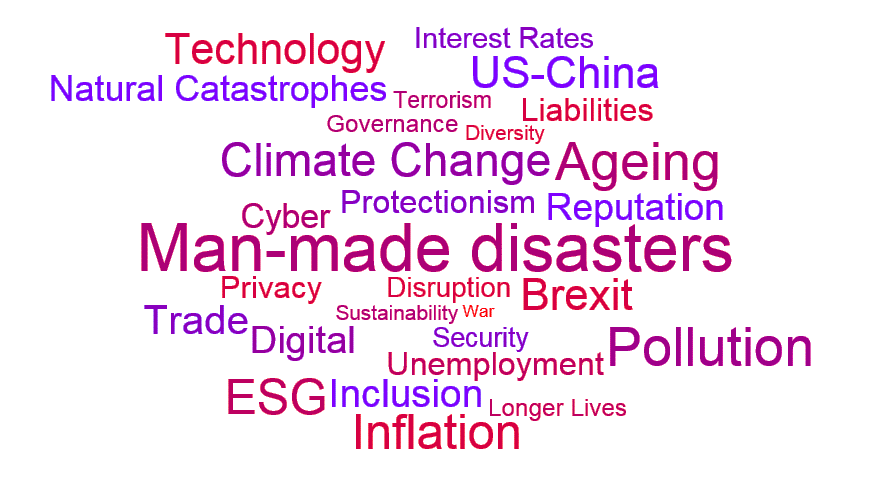 Interest Rates
Technology
US-China
Natural Catastrophes
Terrorism
Liabilities
Governance
Diversity
Climate Change
Ageing
Protectionism
Reputation
Cyber
Man-made disasters
Privacy
Disruption
Brexit
Sustainability
War
Trade
Digital
Security
Pollution
Unemployment
ESG
Inclusion
Longer Lives
Inflation